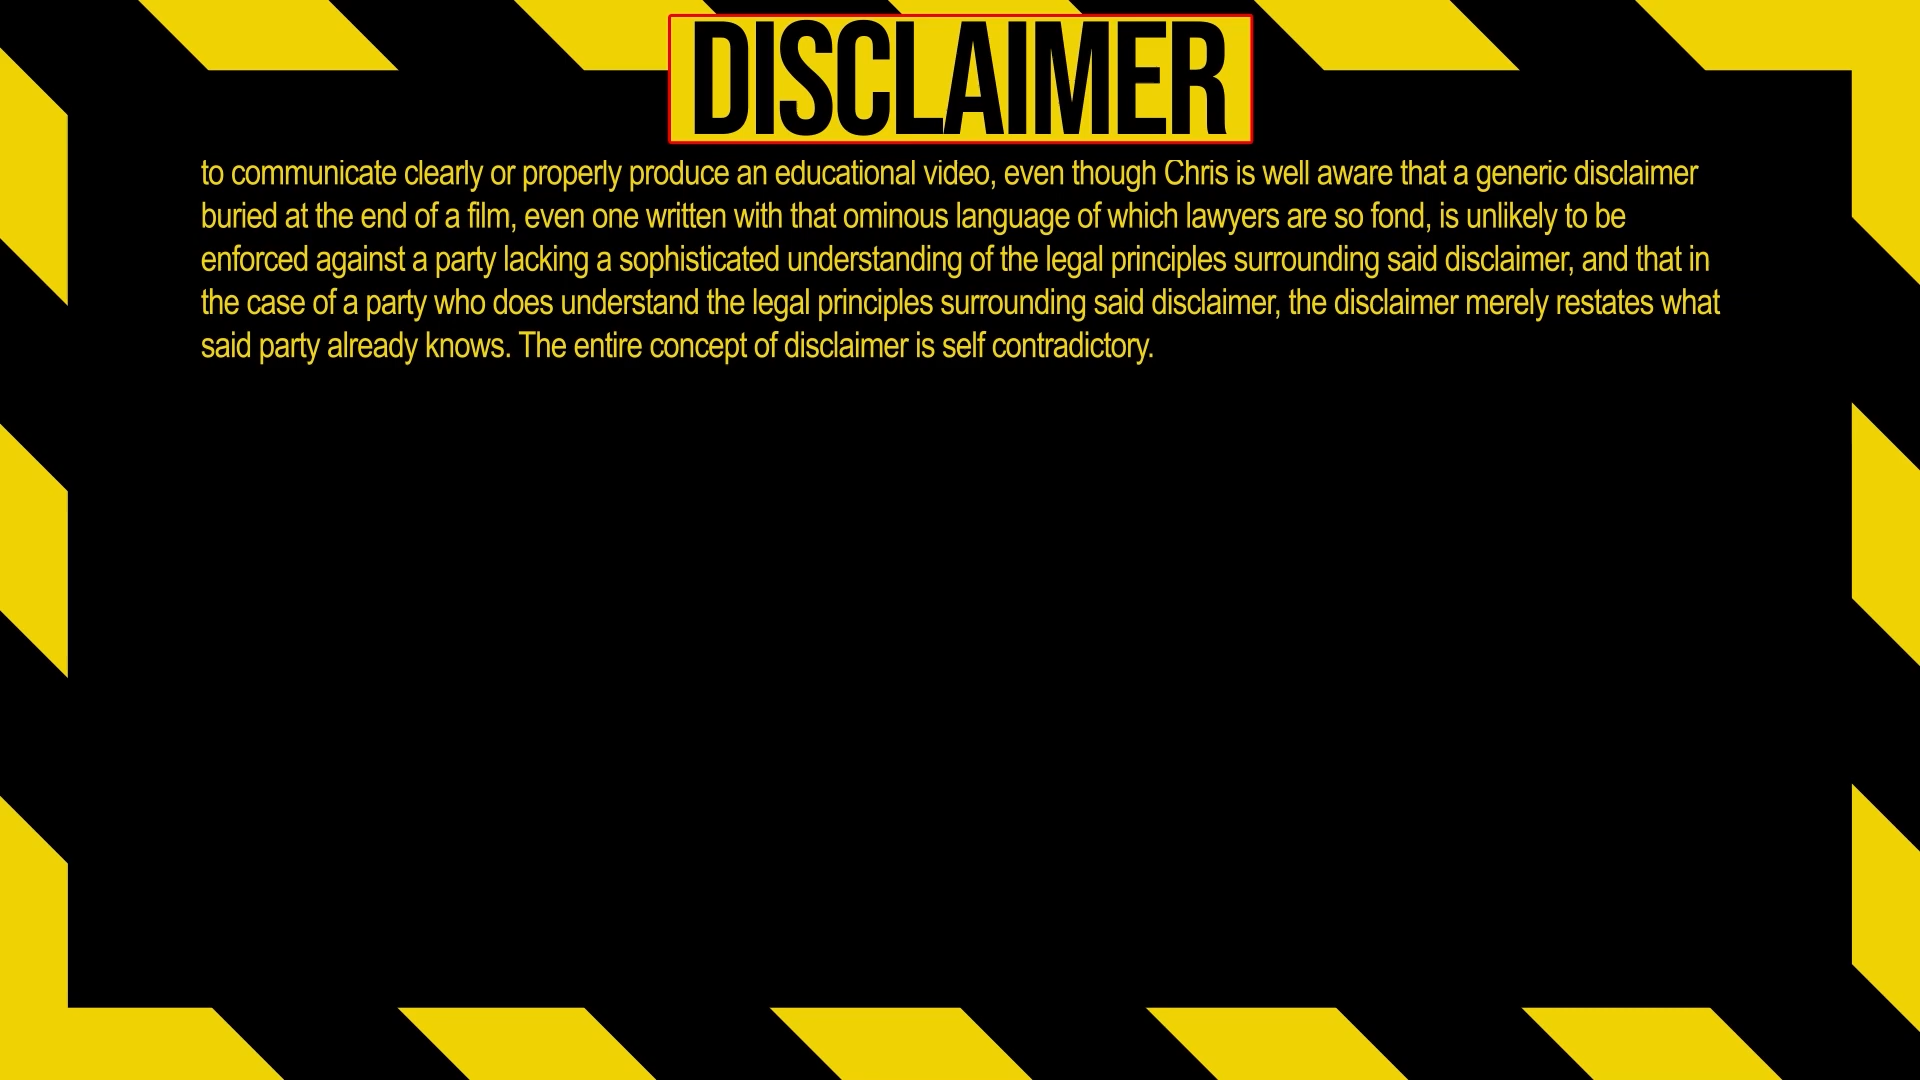 DISCLAIMER
to communicate clearly or properly produce an educational video, even though Chris is well aware that a generic disclaimer
buried at the end of a film, even one written with that ominous language of which lawyers are so fond, is unlikely to be
enforced against a party lacking a sophisticated understanding of the legal principles surrounding said disclaimer, and that in
the case of a party who does understand the legal principles surrounding said disclaimer, the disclaimer merely restates what
said party already knows. The entire concept of disclaimer is self contradictory.